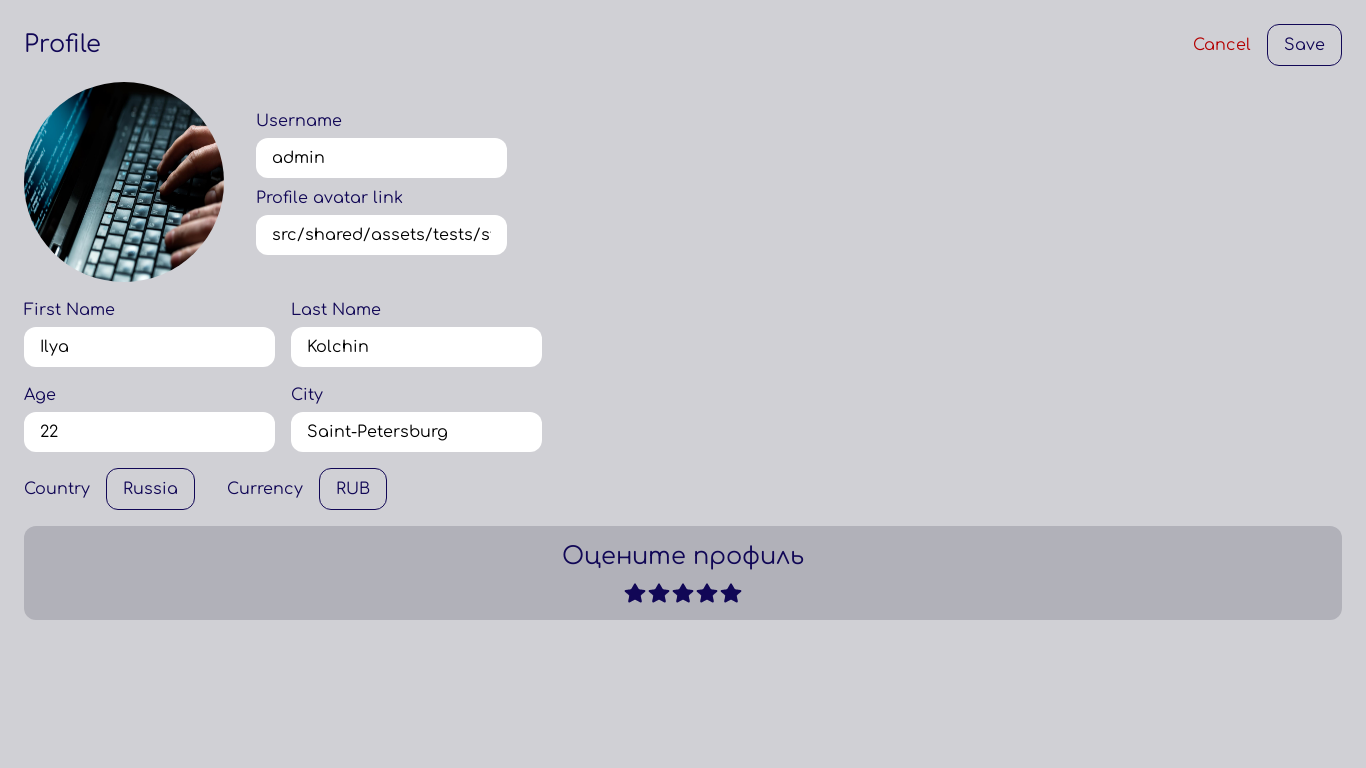 Profile
Cancel
Save
Username
admin
Profile avatar link
src/shared/assets/tests/s
First Name
Last Name
Ilya
Kolchin
Age
City
22
Saint-Petersburg
Country
Russia
Currency
RUB
Оцените профиль